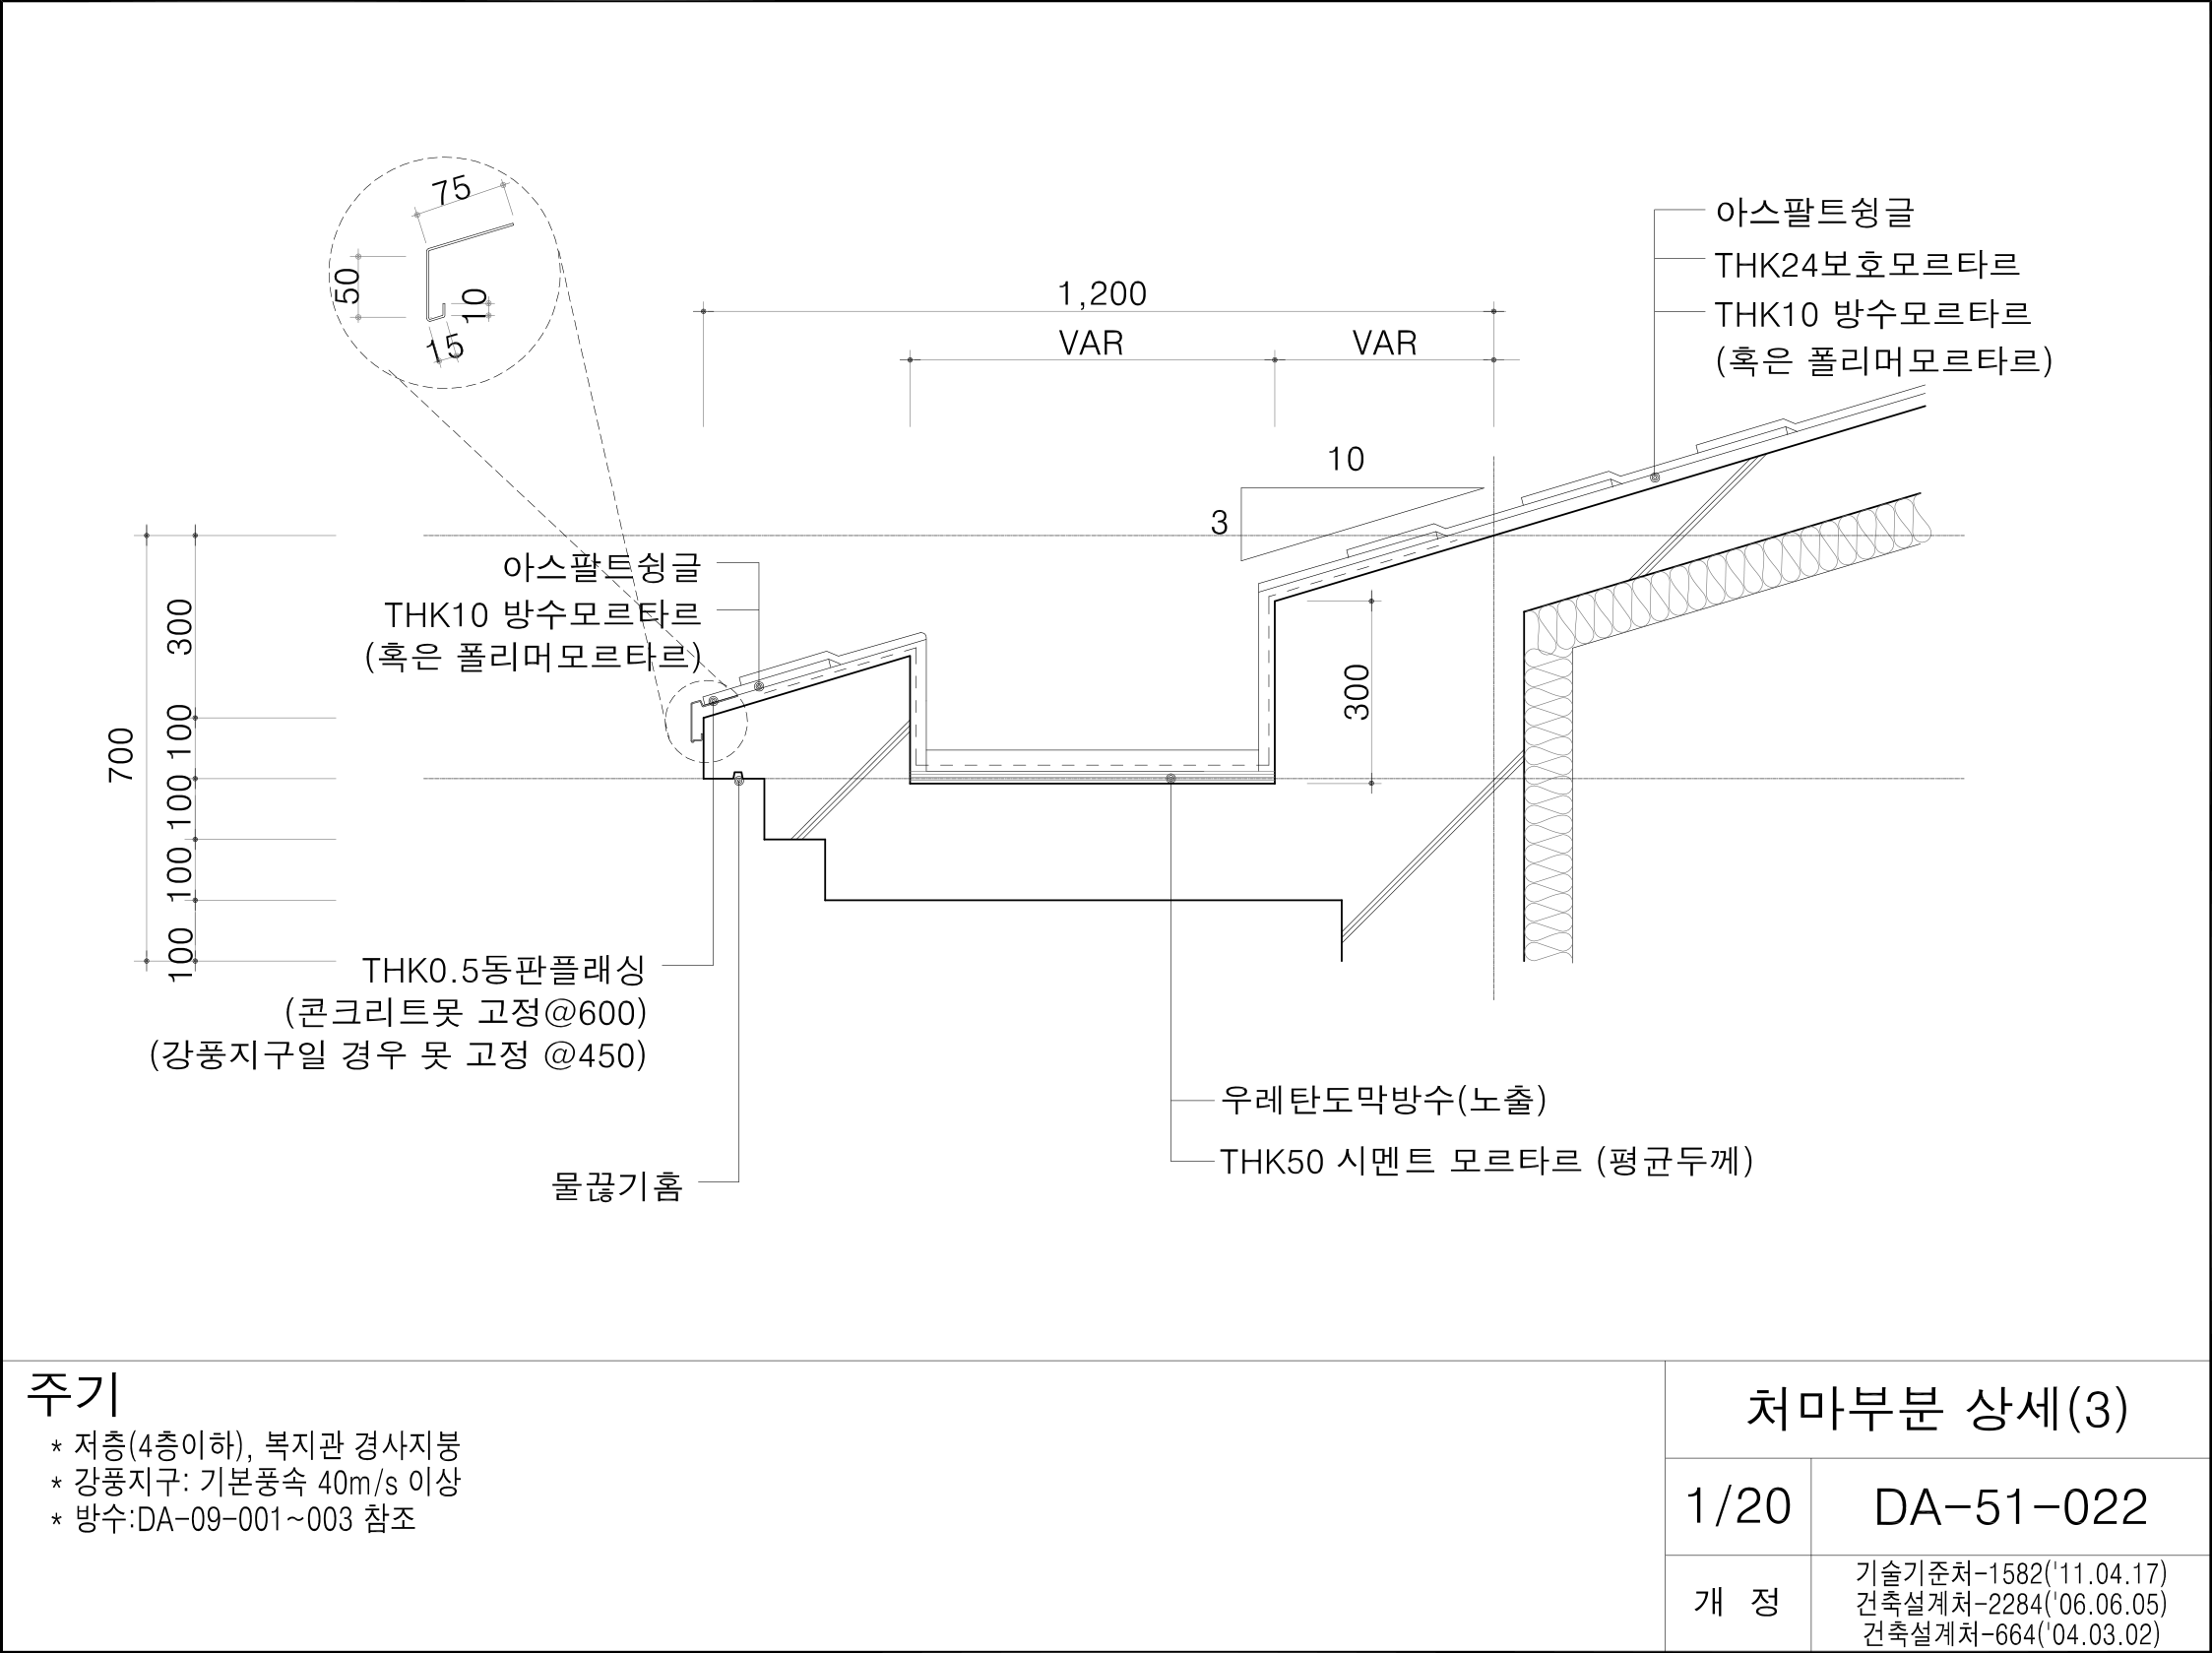 75
50
10
15
1,200
VAR
VAR
아스팔트슁글
THK24보호모르타르
THK10 방수모르타르
(혹은 폴리머모르타르)
10
3
아스팔트슁글
THK10 방수모르타르
(혹은 폴리머모르타르)
300
100
100
100
100
700
300
THK0.5동판플래싱
(콘크리트못 고정@600)
(강풍지구일 경우 못 고정 @450)
물끊기홈
우레탄도막방수(노출)
THK50 시멘트 모르타르 (평균두께)
주기
* 저층(4층이하), 복지관 경사지붕
* 강풍지구: 기본풍속 40m/s 이상
* 방수:DA-09-001~003 참조
처마부분 상세(3)
1/20
DA-51-022
개 정
기술기준처-1582('11.04.17)
건축설계처-2284('06.06.05)
건축설계처-664('04.03.02)